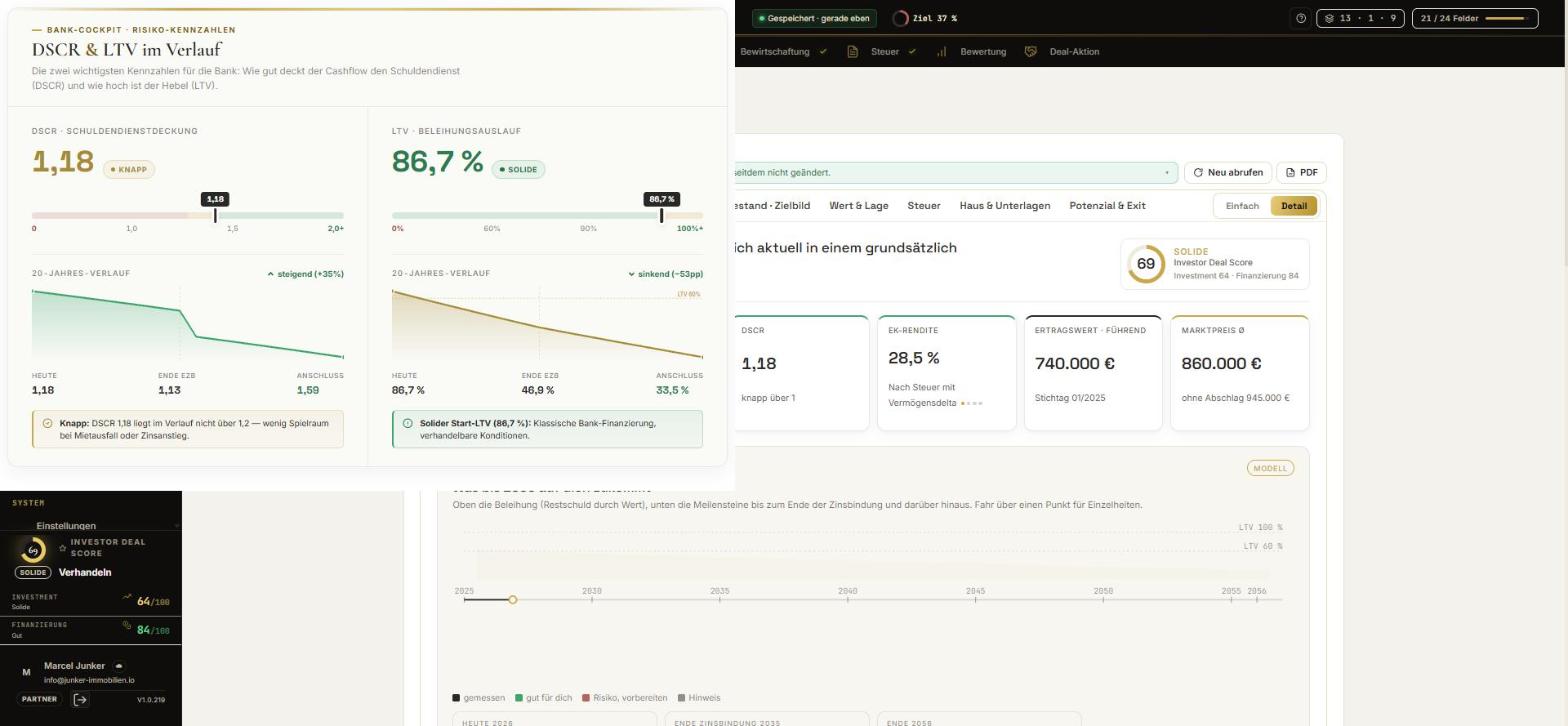 BANK-COCKPIT · RISIKO-KENNZAHLEN
DSCR & LTV im Verlauf
Die zwei wichtigsten Kennzahlen für die Bank: Wie gut deckt der Cashflow den Schuldendienst
(DSCR) und wie hoch ist der Hebel (LTV).
DSCR · SCHULDENDIENSTDECKUNG
1,18 KNAPP
1,18
0 1,0 1,5 2,0+
20-JAHRES-VERLAUF steigend (+35%)
HEUTE ENDE EZB ANSCHLUSS
1,18 1,13 1,59
Knapp: DSCR 1,18 liegt im Verlauf nicht über 1,2 — wenig Spielraum
bei Mietausfall oder Zinsanstieg.
LTV · BELEIHUNGSAUSLAUF
86,7 % SOLIDE
86,7 %
0% 60% 90% 100%+
20-JAHRES-VERLAUF sinkend (−53pp)
LTV 80%
HEUTE ENDE EZB ANSCHLUSS
86,7 % 46,9 % 33,5 %
Solider Start-LTV (86,7 %): Klassische Bank-Finanzierung,
verhandelbare Konditionen.
Gespeichert · gerade eben Ziel 37 % 13 · 1 · 9 21 / 24 Felder
Bewirtschaftung Steuer Bewertung Deal-Aktion
seitdem nicht geändert. Neu abrufen PDF
estand · Zielbild Wert & Lage Steuer Haus & Unterlagen Potenzial & Exit Einfach Detail
ich aktuell in einem grundsätzlich
69
SOLIDE
Investor Deal Score
Investment 64 · Finanzierung 84
DSCR
1,18
knapp über 1
EK-RENDITE
28,5 %
Nach Steuer mit
Vermögensdelta
ERTRAGSWERT · FÜHREND
740.000 €
Stichtag 01/2025
MARKTPREIS Ø
860.000 €
ohne Abschlag 945.000 €
MODELL
Oben die Beleihung (Restschuld durch Wert), unten die Meilensteine bis zum Ende der Zinsbindung und darüber hinaus. Fahr über einen Punkt für Einzelheiten.
LTV 100 %
LTV 60 %
2025 2030 2035 2040 2045 2050 2055 2056
gemessen gut für dich Risiko, vorbereiten Hinweis
HEUTE 2026 ENDE ZINSBINDUNG 2035 ENDE 2056
SYSTEM
Einstellungen
69
INVESTOR DEAL
SCORE
SOLIDE Verhandeln
INVESTMENT
Solide
64/100
FINANZIERUNG
Gut
84/100
M
Marcel Junker
info@junker-immobilien.io
PARTNER V1.0.219